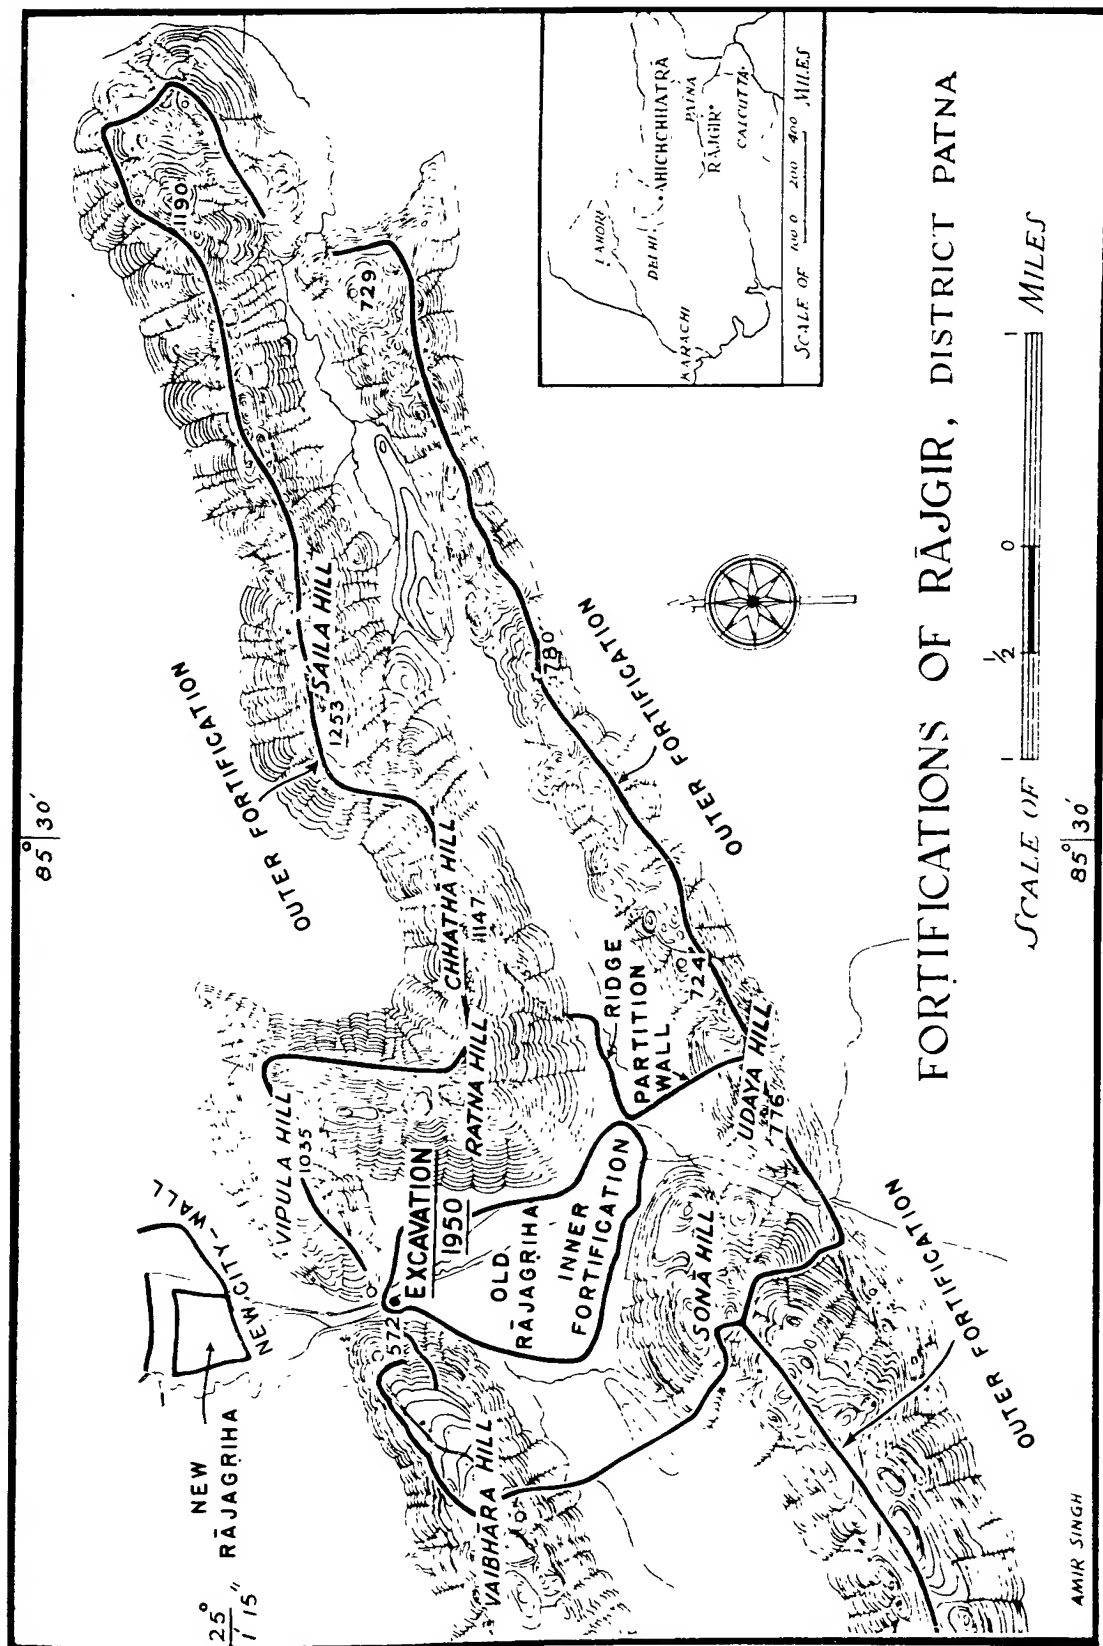 85° 30'
25°
1' 15"
NEW
RĀJAGṚIHA
NEW-CITY-WALL
VIPULA HILL
1035
OUTER FORTIFICATION
1190
SAILA HILL
1253
CHHATHA HILL
1147
RATNA HILL
729
EXCAVATION
1950
572
VAIBHĀRA HILL
OLD
RĀJAGṚIHA
INNER
FORTIFICATION
RIDGE
PARTITION
WALL
780
OUTER FORTIFICATION
724
UDAYA HILL
776
SONĀ HILL
OUTER FORTIFICATION
LAHORE
DELHI
AHICHCHHATRĀ
PATNA
RĀJGIR
CALCUTTA
KARACHI
SCALE OF 100 0 200 400 MILES
FORTIFICATIONS OF RĀJGIR, DISTRICT PATNA
SCALE OF 1 ½ 0 1 MILES
85° 30'
AMIR SINGH